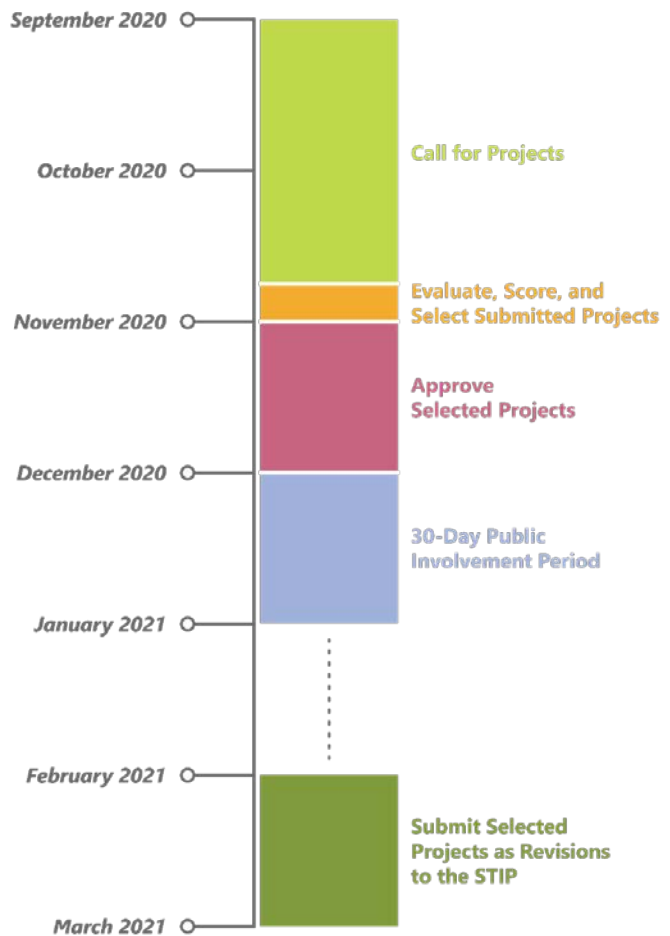 September 2020
October 2020
Call for Projects
Evaluate, Score, and
Select Submitted Projects
November 2020
Approve
Selected Projects
December 2020
30-Day Public
Involvement Period
January 2021
February 2021
Submit Selected
Projects as Revisions
to the STIP
March 2021